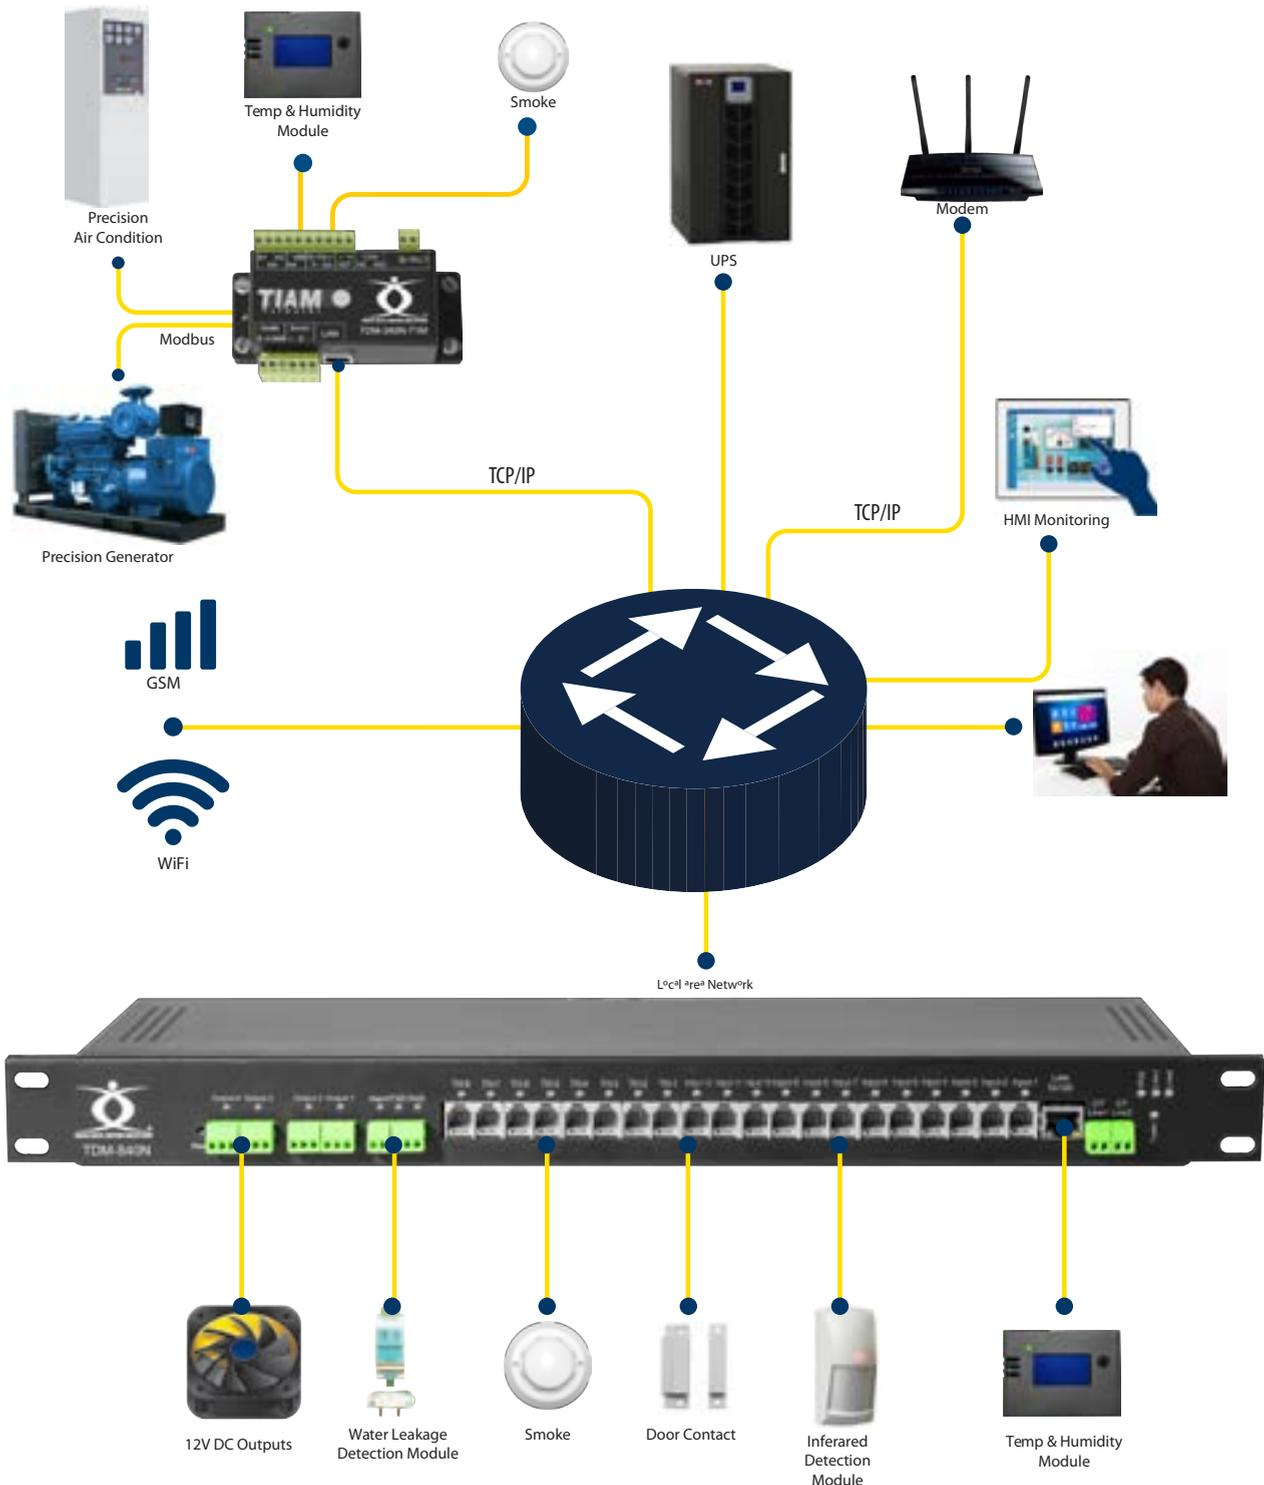 Temp & Humidity
Module
Smoke
Precision
Air Condition
Modem
UPS
TIAM
Modbus
LAN
TCP/IP
TCP/IP
HMI Monitoring
Precision Generator
GSM
WiFi
Local area Network
TDM-840N
12V DC Outputs
Water Leakage
Detection Module
Smoke
Door Contact
Inferared
Detection
Module
Temp & Humidity
Module